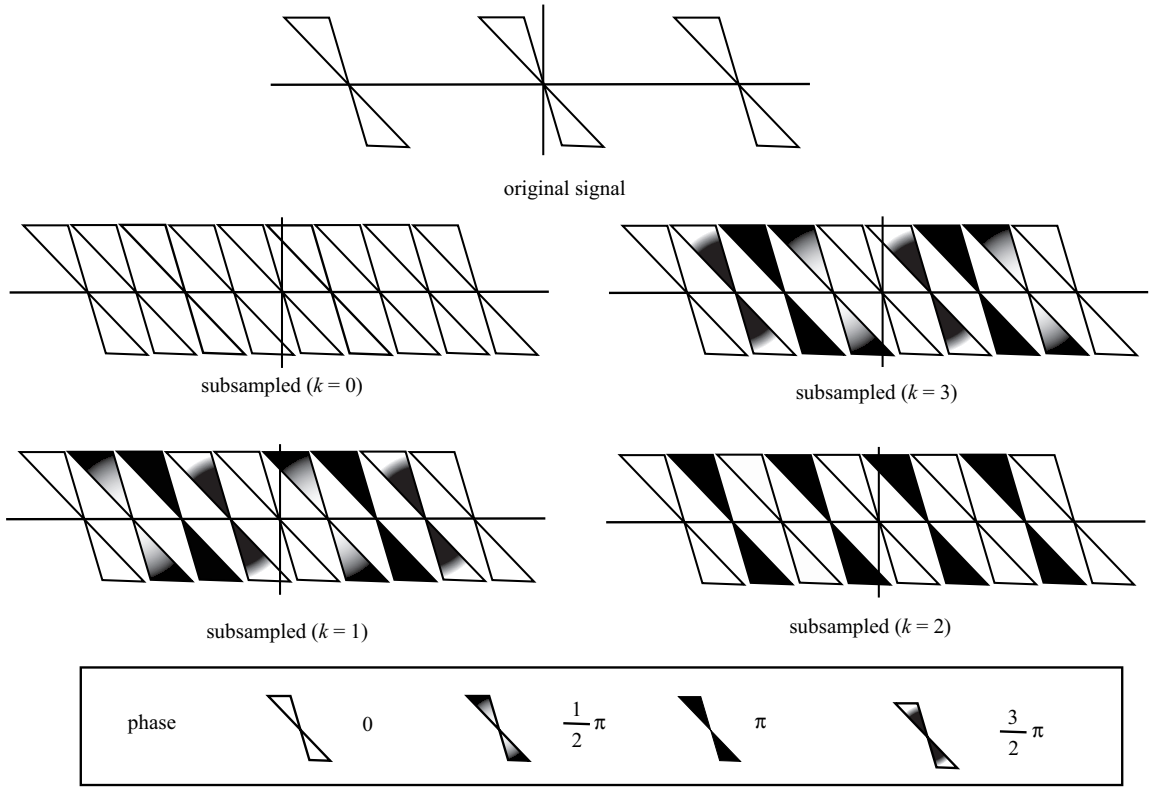 original signal
subsampled (k = 0)
subsampled (k = 3)
subsampled (k = 1)
subsampled (k = 2)
phase 0 1/2 π π 3/2 π